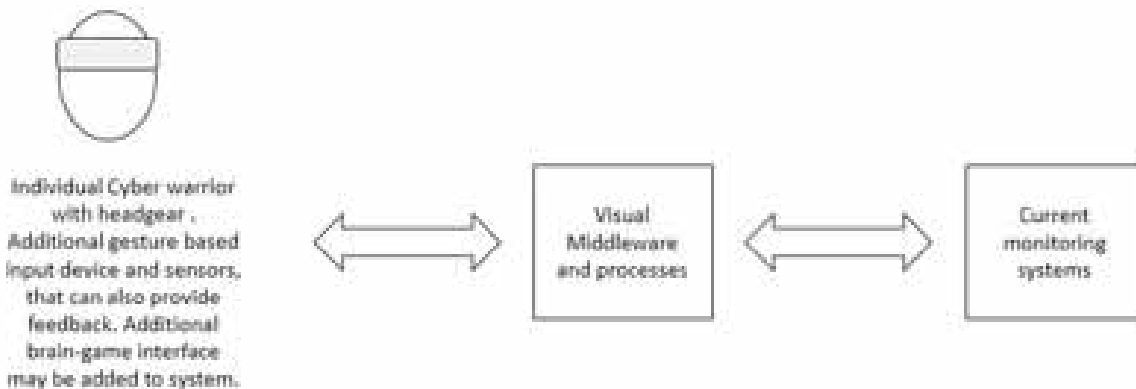 Individual Cyber warrior
with headgear .
Additional gesture based
input device and sensors,
that can also provide
feedback. Additional
brain-game interface
may be added to system.
Visual
Middleware
and processes
Current
monitoring
systems